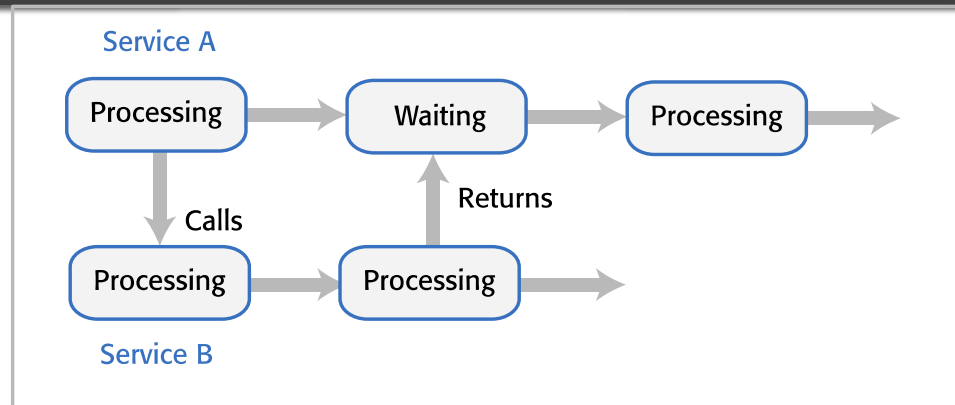 Service A
Processing
Waiting
Processing
Returns
Calls
Processing
Processing
Service B